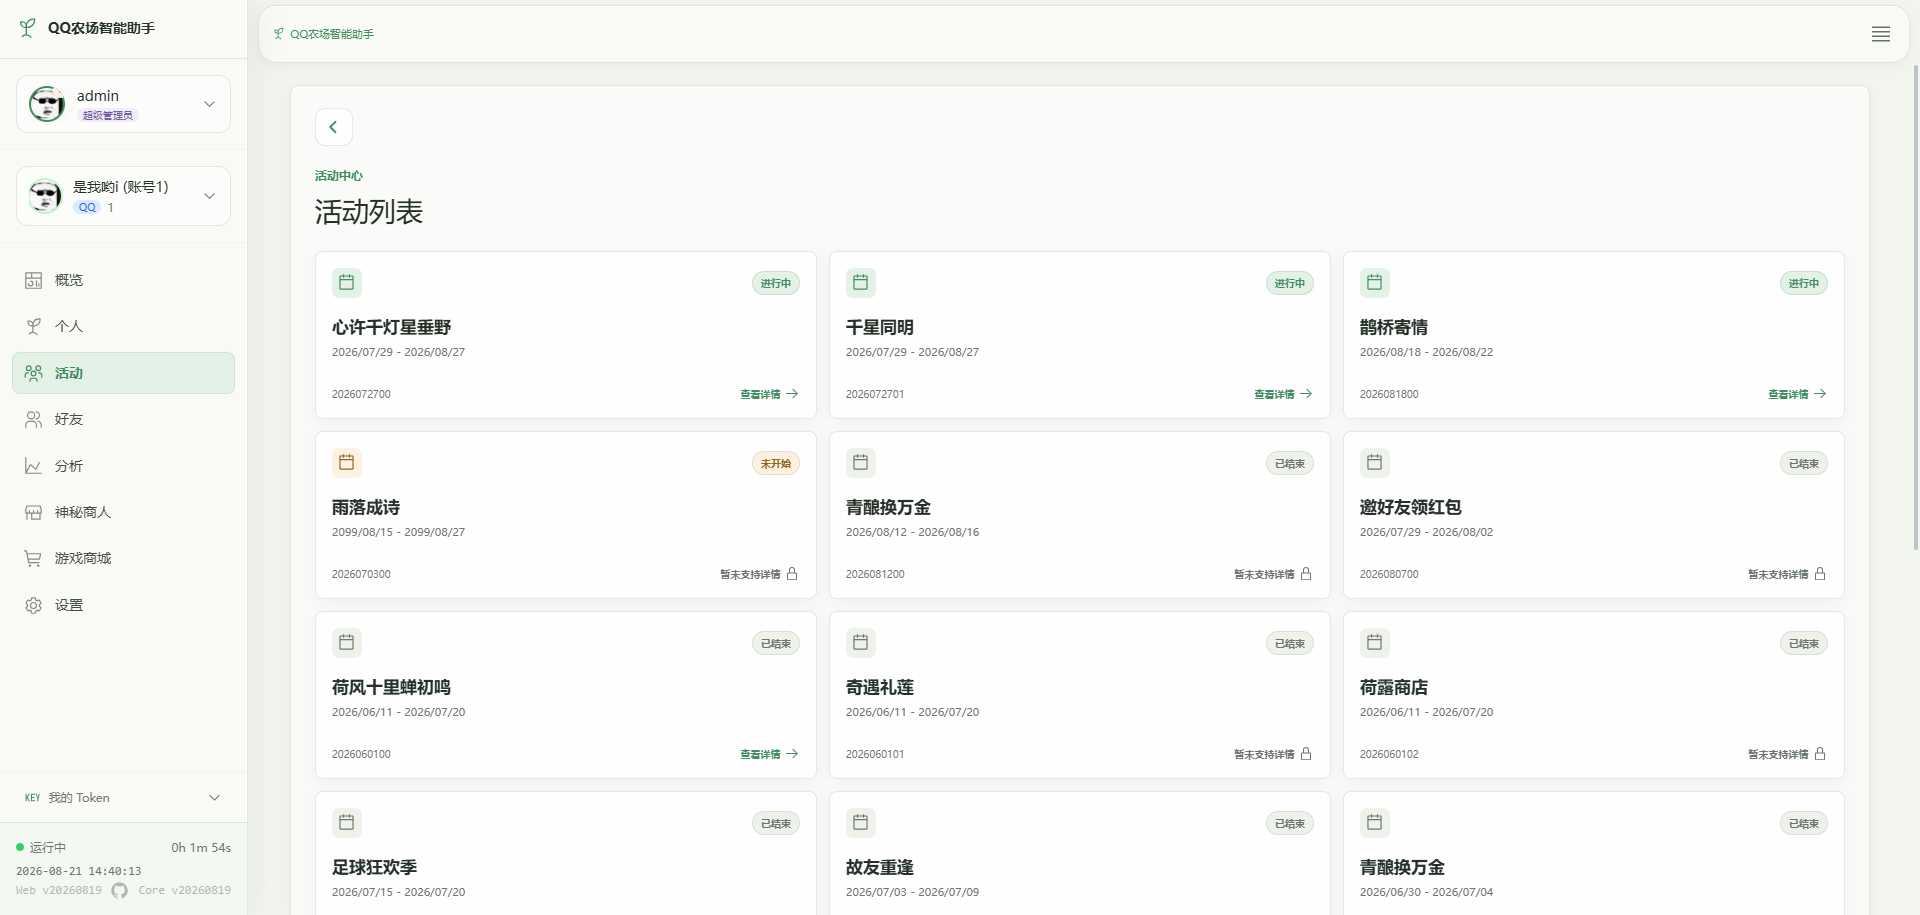 QQ农场智能助手
admin
超级管理员
是我哟i (账号1)
QQ 1
概览
个人
活动
好友
分析
神秘商人
游戏商城
设置
KEY 我的 Token
运行中 0h 1m 54s
2026-08-21 14:40:13
Web v20260819 Core v20260819
QQ农场智能助手
活动中心
活动列表
进行中
心许千灯星垂野
2026/07/29 - 2026/08/27
2026072700 查看详情
进行中
千星同明
2026/07/29 - 2026/08/27
2026072701 查看详情
进行中
鹊桥寄情
2026/08/18 - 2026/08/22
2026081800 查看详情
未开始
雨落成诗
2099/08/15 - 2099/08/27
2026070300 暂未支持详情
已结束
青酿换万金
2026/08/12 - 2026/08/16
2026081200 暂未支持详情
已结束
邀好友领红包
2026/07/29 - 2026/08/02
2026080700 暂未支持详情
已结束
荷风十里蝉初鸣
2026/06/11 - 2026/07/20
2026060100 查看详情
已结束
奇遇礼莲
2026/06/11 - 2026/07/20
2026060101 暂未支持详情
已结束
荷露商店
2026/06/11 - 2026/07/20
2026060102 暂未支持详情
已结束
足球狂欢季
2026/07/15 - 2026/07/20
已结束
故友重逢
2026/07/03 - 2026/07/09
已结束
青酿换万金
2026/06/30 - 2026/07/04